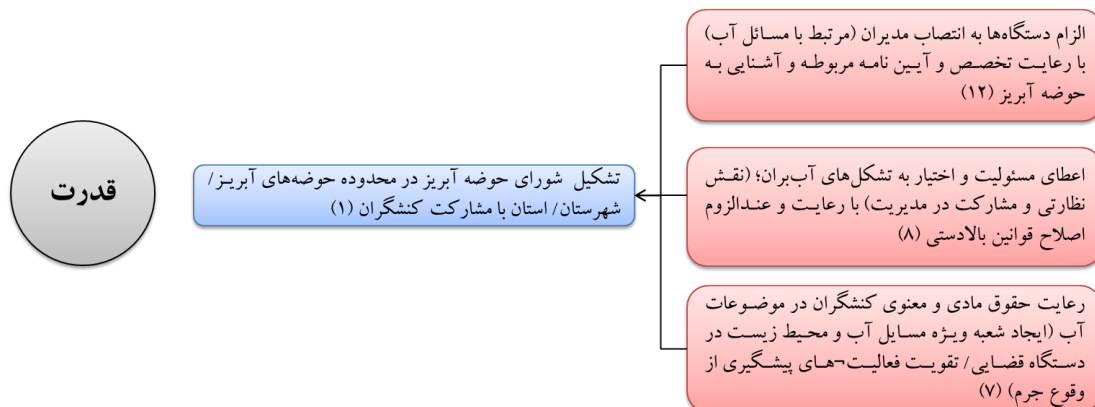 الزام دستگاه‌ها به انتصاب مدیران (مرتبط با مسائل آب)
با رعایت تخصص و آیین نامه مربوطه و آشنایی به
حوضه آبریز (۱۲)
اعطای مسئولیت و اختیار به تشکل‌های آب‌بران؛ (نقش
نظارتی و مشارکت در مدیریت) با رعایت و عندالزوم
اصلاح قوانین بالادستی (۸)
رعایت حقوق مادی و معنوی کنشگران در موضوعات
آب (ایجاد شعبه ویژه مسایل آب و محیط زیست در
دستگاه قضایی/ تقویت فعالیت¬های پیشگیری از
وقوع جرم) (۷)
تشکیل شورای حوضه آبریز در محدوده حوضه‌های آبریز/
شهرستان/ استان با مشارکت کنشگران (۱)
قدرت